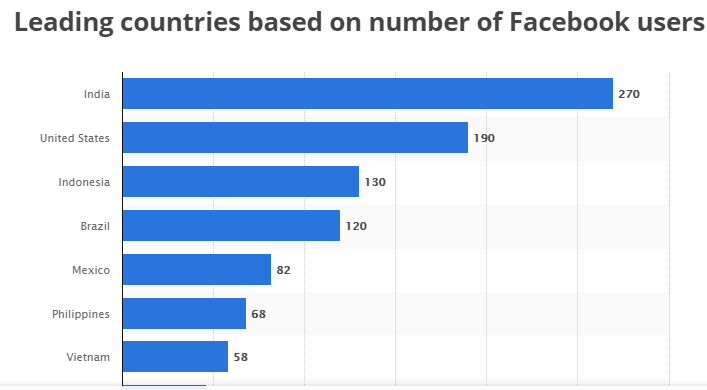 Leading countries based on number of Facebook users
India 270
United States 190
Indonesia 130
Brazil 120
Mexico 82
Philippines 68
Vietnam 58